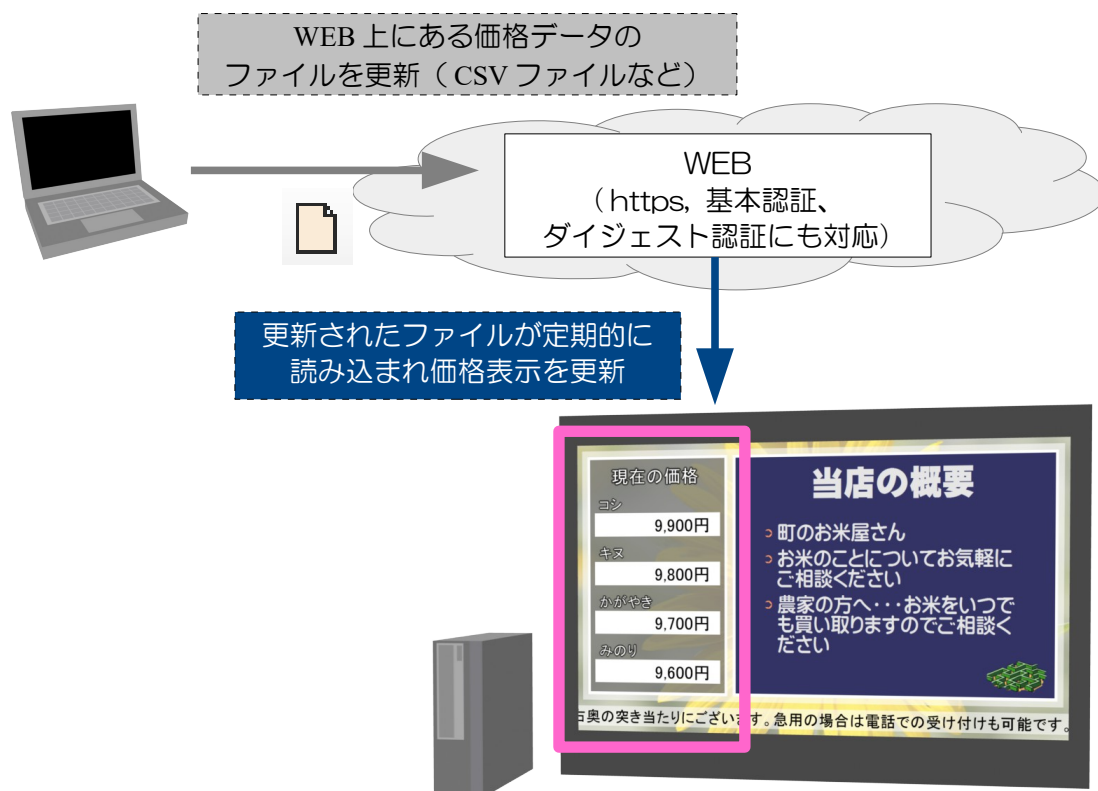 WEB 上にある価格データの
ファイルを更新（ CSV ファイルなど）
WEB
（https, 基本認証、
ダイジェスト認証にも対応）
更新されたファイルが定期的に
読み込まれ価格表示を更新
現在の価格
コシ
9,900円
キヌ
9,800円
かがやき
9,700円
みのり
9,600円
当店の概要
町のお米屋さん
お米のことについてお気軽に
ご相談ください
農家の方へ・・・お米をいつで
も買い取りますのでご相談く
ださい
右奥の突き当たりにございます。急用の場合は電話での受け付けも可能です。